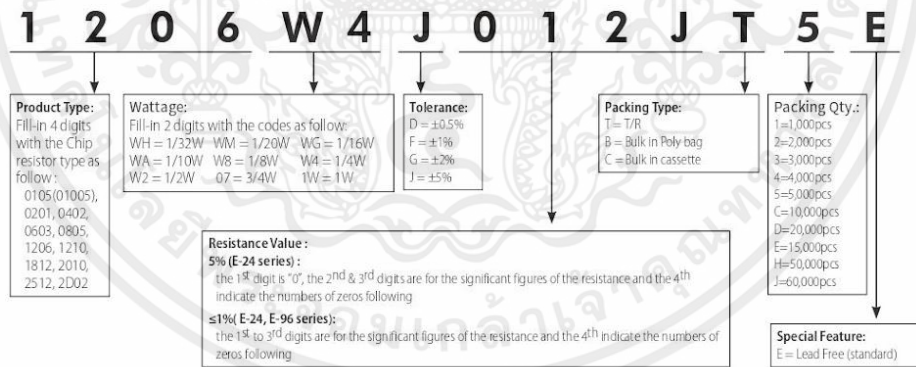 1 2 0 6 W 4 J 0 1 2 J T 5 E
Product Type:
Fill-in 4 digits
with the Chip
resistor type as
follow :
0105(01005),
0201, 0402,
0603, 0805,
1206, 1210,
1812, 2010,
2512, 2D02
Wattage:
Fill-in 2 digits with the codes as follow:
WH = 1/32W WM = 1/20W WG = 1/16W
WA = 1/10W W8 = 1/8W W4 = 1/4W
W2 = 1/2W 07 = 3/4W 1W = 1W
Tolerance:
D = ±0.5%
F = ±1%
G = ±2%
J = ±5%
Packing Type:
T = T/R
B = Bulk in Poly bag
C = Bulk in cassette
Packing Qty.:
1=1,000pcs
2=2,000pcs
3=3,000pcs
4=4,000pcs
5=5,000pcs
C=10,000pcs
D=20,000pcs
E=15,000pcs
H=50,000pcs
J=60,000pcs
Resistance Value :
5% (E-24 series) :
the 1st digit is "0", the 2nd & 3rd digits are for the significant figures of the resistance and the 4th
indicate the numbers of zeros following
≤1%( E-24, E-96 series):
the 1st to 3rd digits are for the significant figures of the resistance and the 4th indicate the numbers of
zeros following
Special Feature:
E = Lead Free (standard)